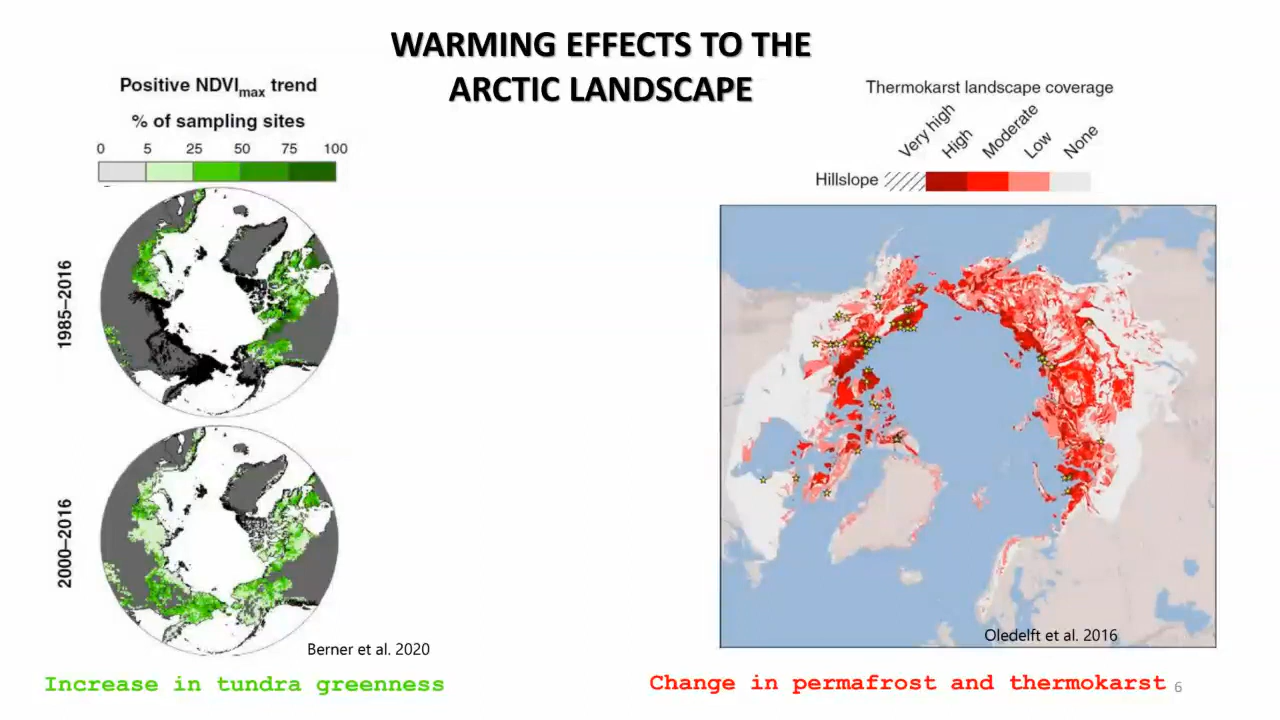 WARMING EFFECTS TO THE
ARCTIC LANDSCAPE
Positive NDVImax trend
% of sampling sites
0 5 25 50 75 100
1985–2016
2000–2016
Berner et al. 2020
Increase in tundra greenness
Thermokarst landscape coverage
Very high High Moderate Low None
Hillslope
Oledelft et al. 2016
Change in permafrost and thermokarst
6